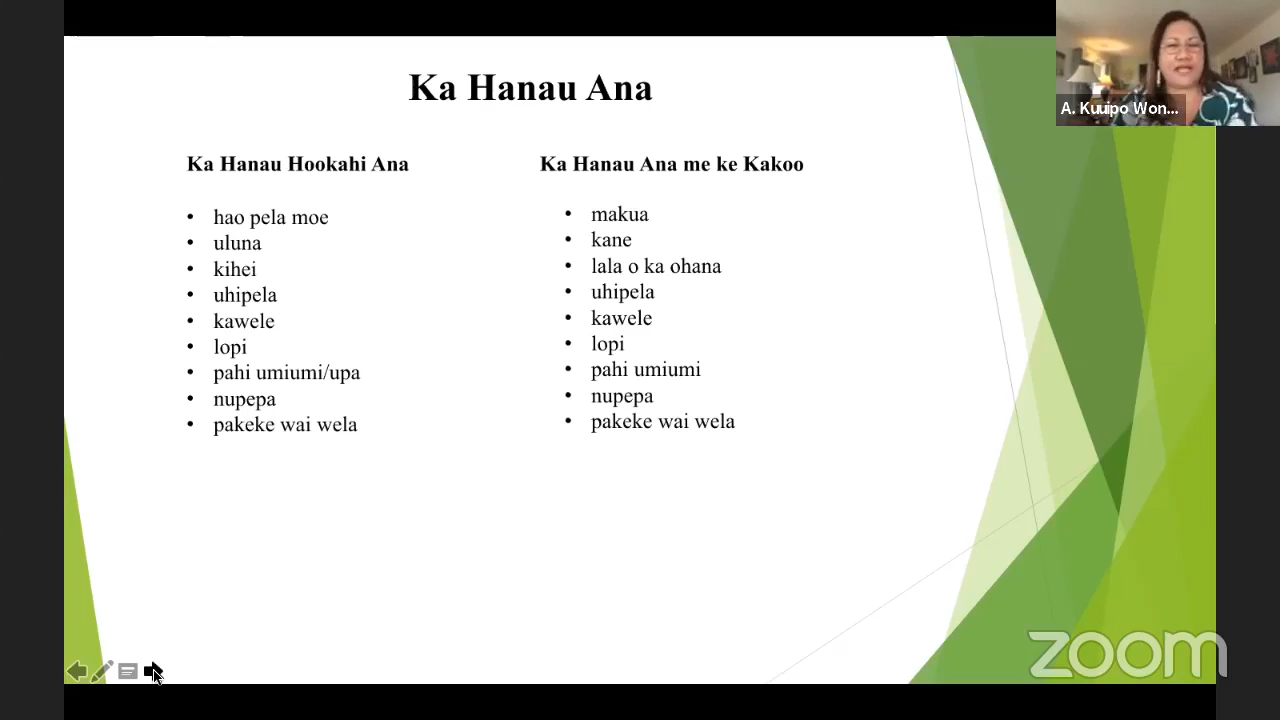 Ka Hanau Ana
Ka Hanau Hookahi Ana
• hao pela moe
• uluna
• kihei
• uhipela
• kawele
• lopi
• pahi umiumi/upa
• nupepa
• pakeke wai wela
Ka Hanau Ana me ke Kakoo
• makua
• kane
• lala o ka ohana
• uhipela
• kawele
• lopi
• pahi umiumi
• nupepa
• pakeke wai wela
A. Kuuipo Won...
zoom